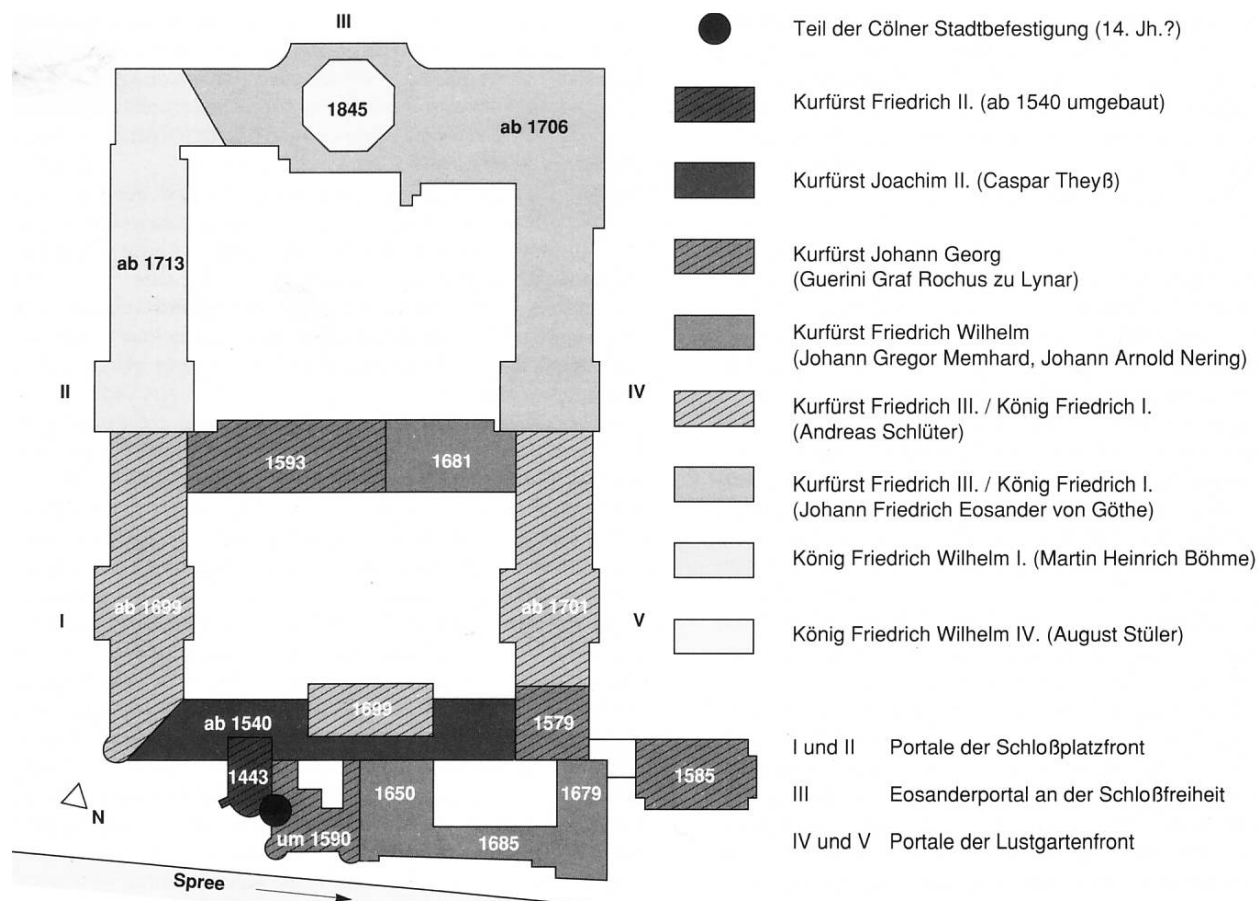 III
1845
ab 1706
ab 1713
II
IV
1593
1681
ab 1699
ab 1701
I
V
ab 1540
1699
1579
1443
1650
1679
1585
um 1590
1685
N
Spree
Teil der Cölner Stadtbefestigung (14. Jh.?)
Kurfürst Friedrich II. (ab 1540 umgebaut)
Kurfürst Joachim II. (Caspar Theyß)
Kurfürst Johann Georg
(Guerini Graf Rochus zu Lynar)
Kurfürst Friedrich Wilhelm
(Johann Gregor Memhard, Johann Arnold Nering)
Kurfürst Friedrich III. / König Friedrich I.
(Andreas Schlüter)
Kurfürst Friedrich III. / König Friedrich I.
(Johann Friedrich Eosander von Göthe)
König Friedrich Wilhelm I. (Martin Heinrich Böhme)
König Friedrich Wilhelm IV. (August Stüler)
I und II Portale der Schloßplatzfront
III Eosanderportal an der Schloßfreiheit
IV und V Portale der Lustgartenfront